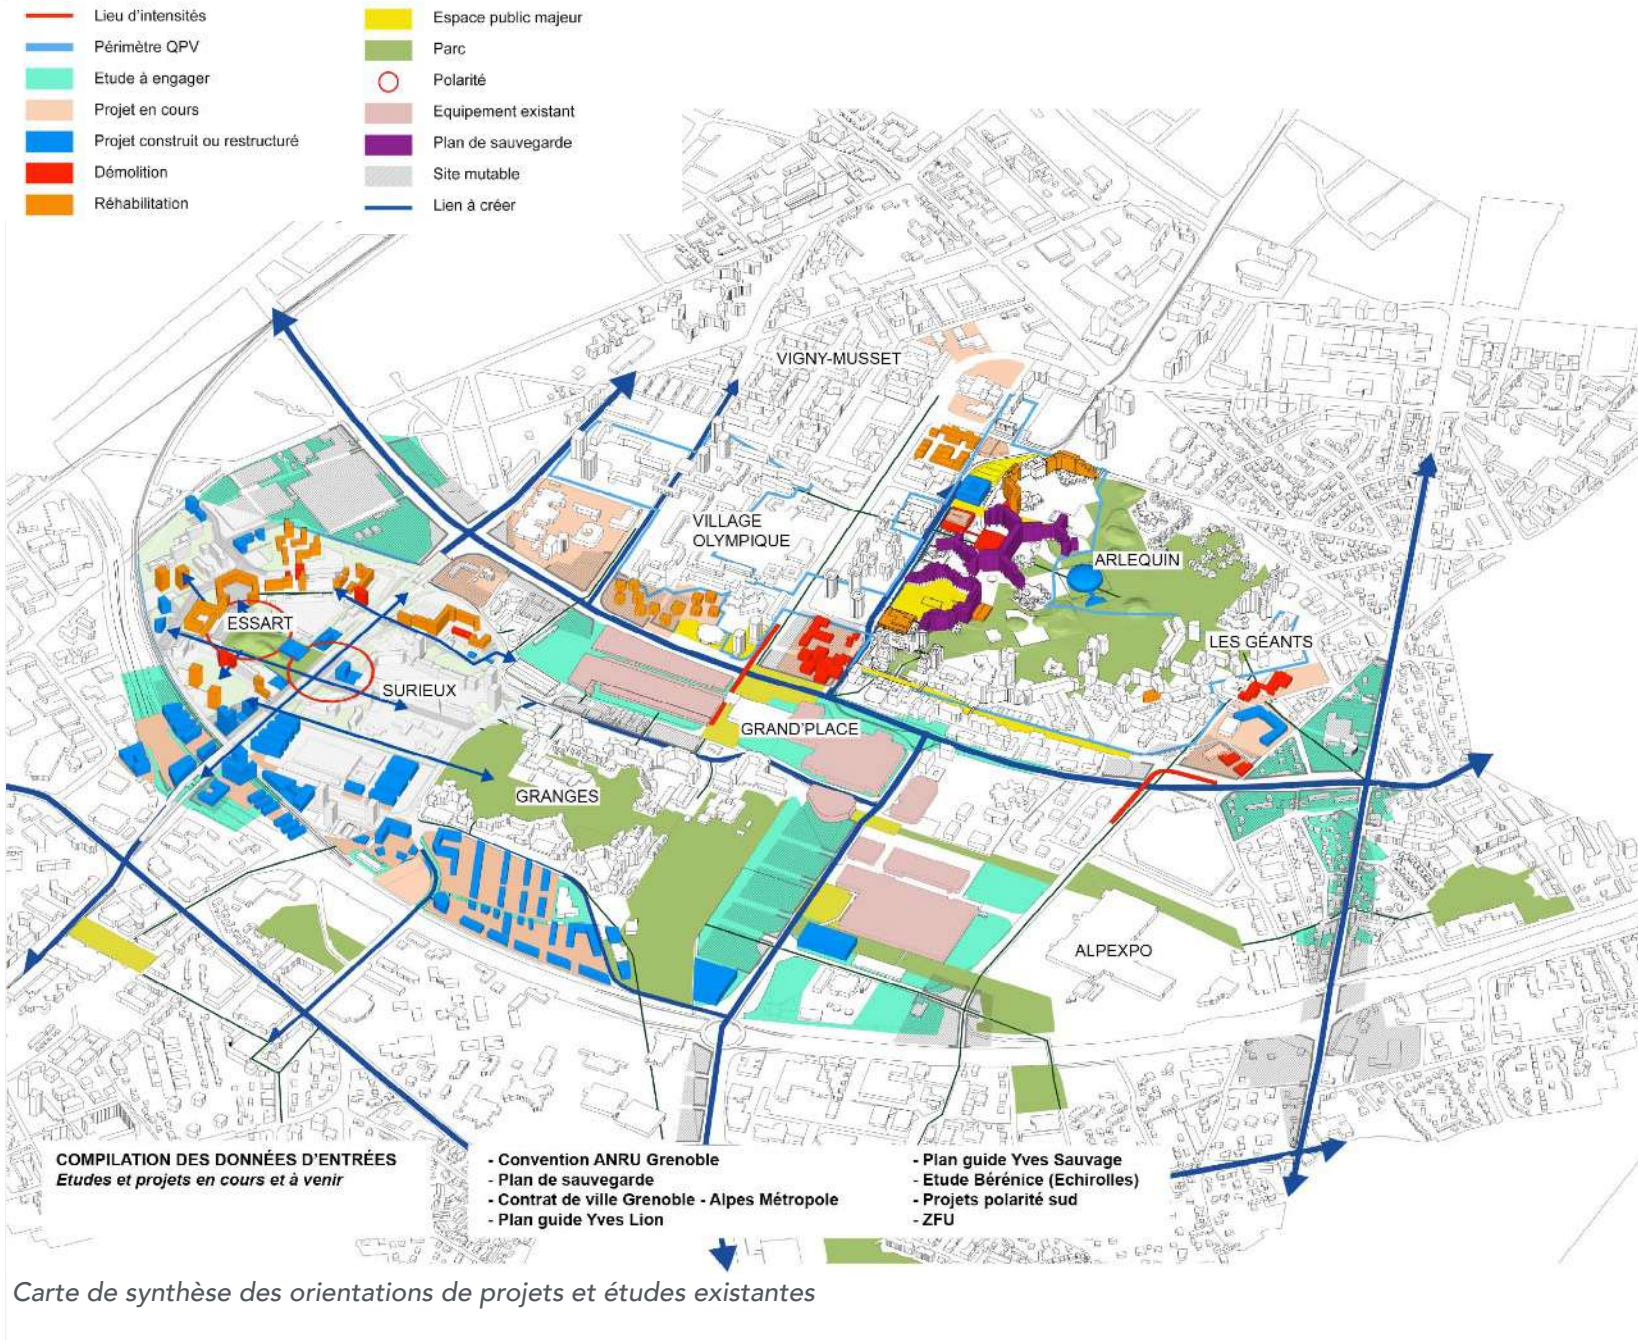 Lieu d'intensités
Périmètre QPV
Etude à engager
Projet en cours
Projet construit ou restructuré
Démolition
Réhabilitation
Espace public majeur
Parc
Polarité
Equipement existant
Plan de sauvegarde
Site mutable
Lien à créer
VIGNY-MUSSET
VILLAGE
OLYMPIQUE
ARLEQUIN
ESSART
LES GÉANTS
SURIEUX
GRAND'PLACE
GRANGES
ALPEXPO
COMPILATION DES DONNÉES D'ENTRÉES
Etudes et projets en cours et à venir
- Convention ANRU Grenoble
- Plan de sauvegarde
- Contrat de ville Grenoble - Alpes Métropole
- Plan guide Yves Lion
- Plan guide Yves Sauvage
- Etude Bérénice (Echirolles)
- Projets polarité sud
- ZFU
Carte de synthèse des orientations de projets et études existantes